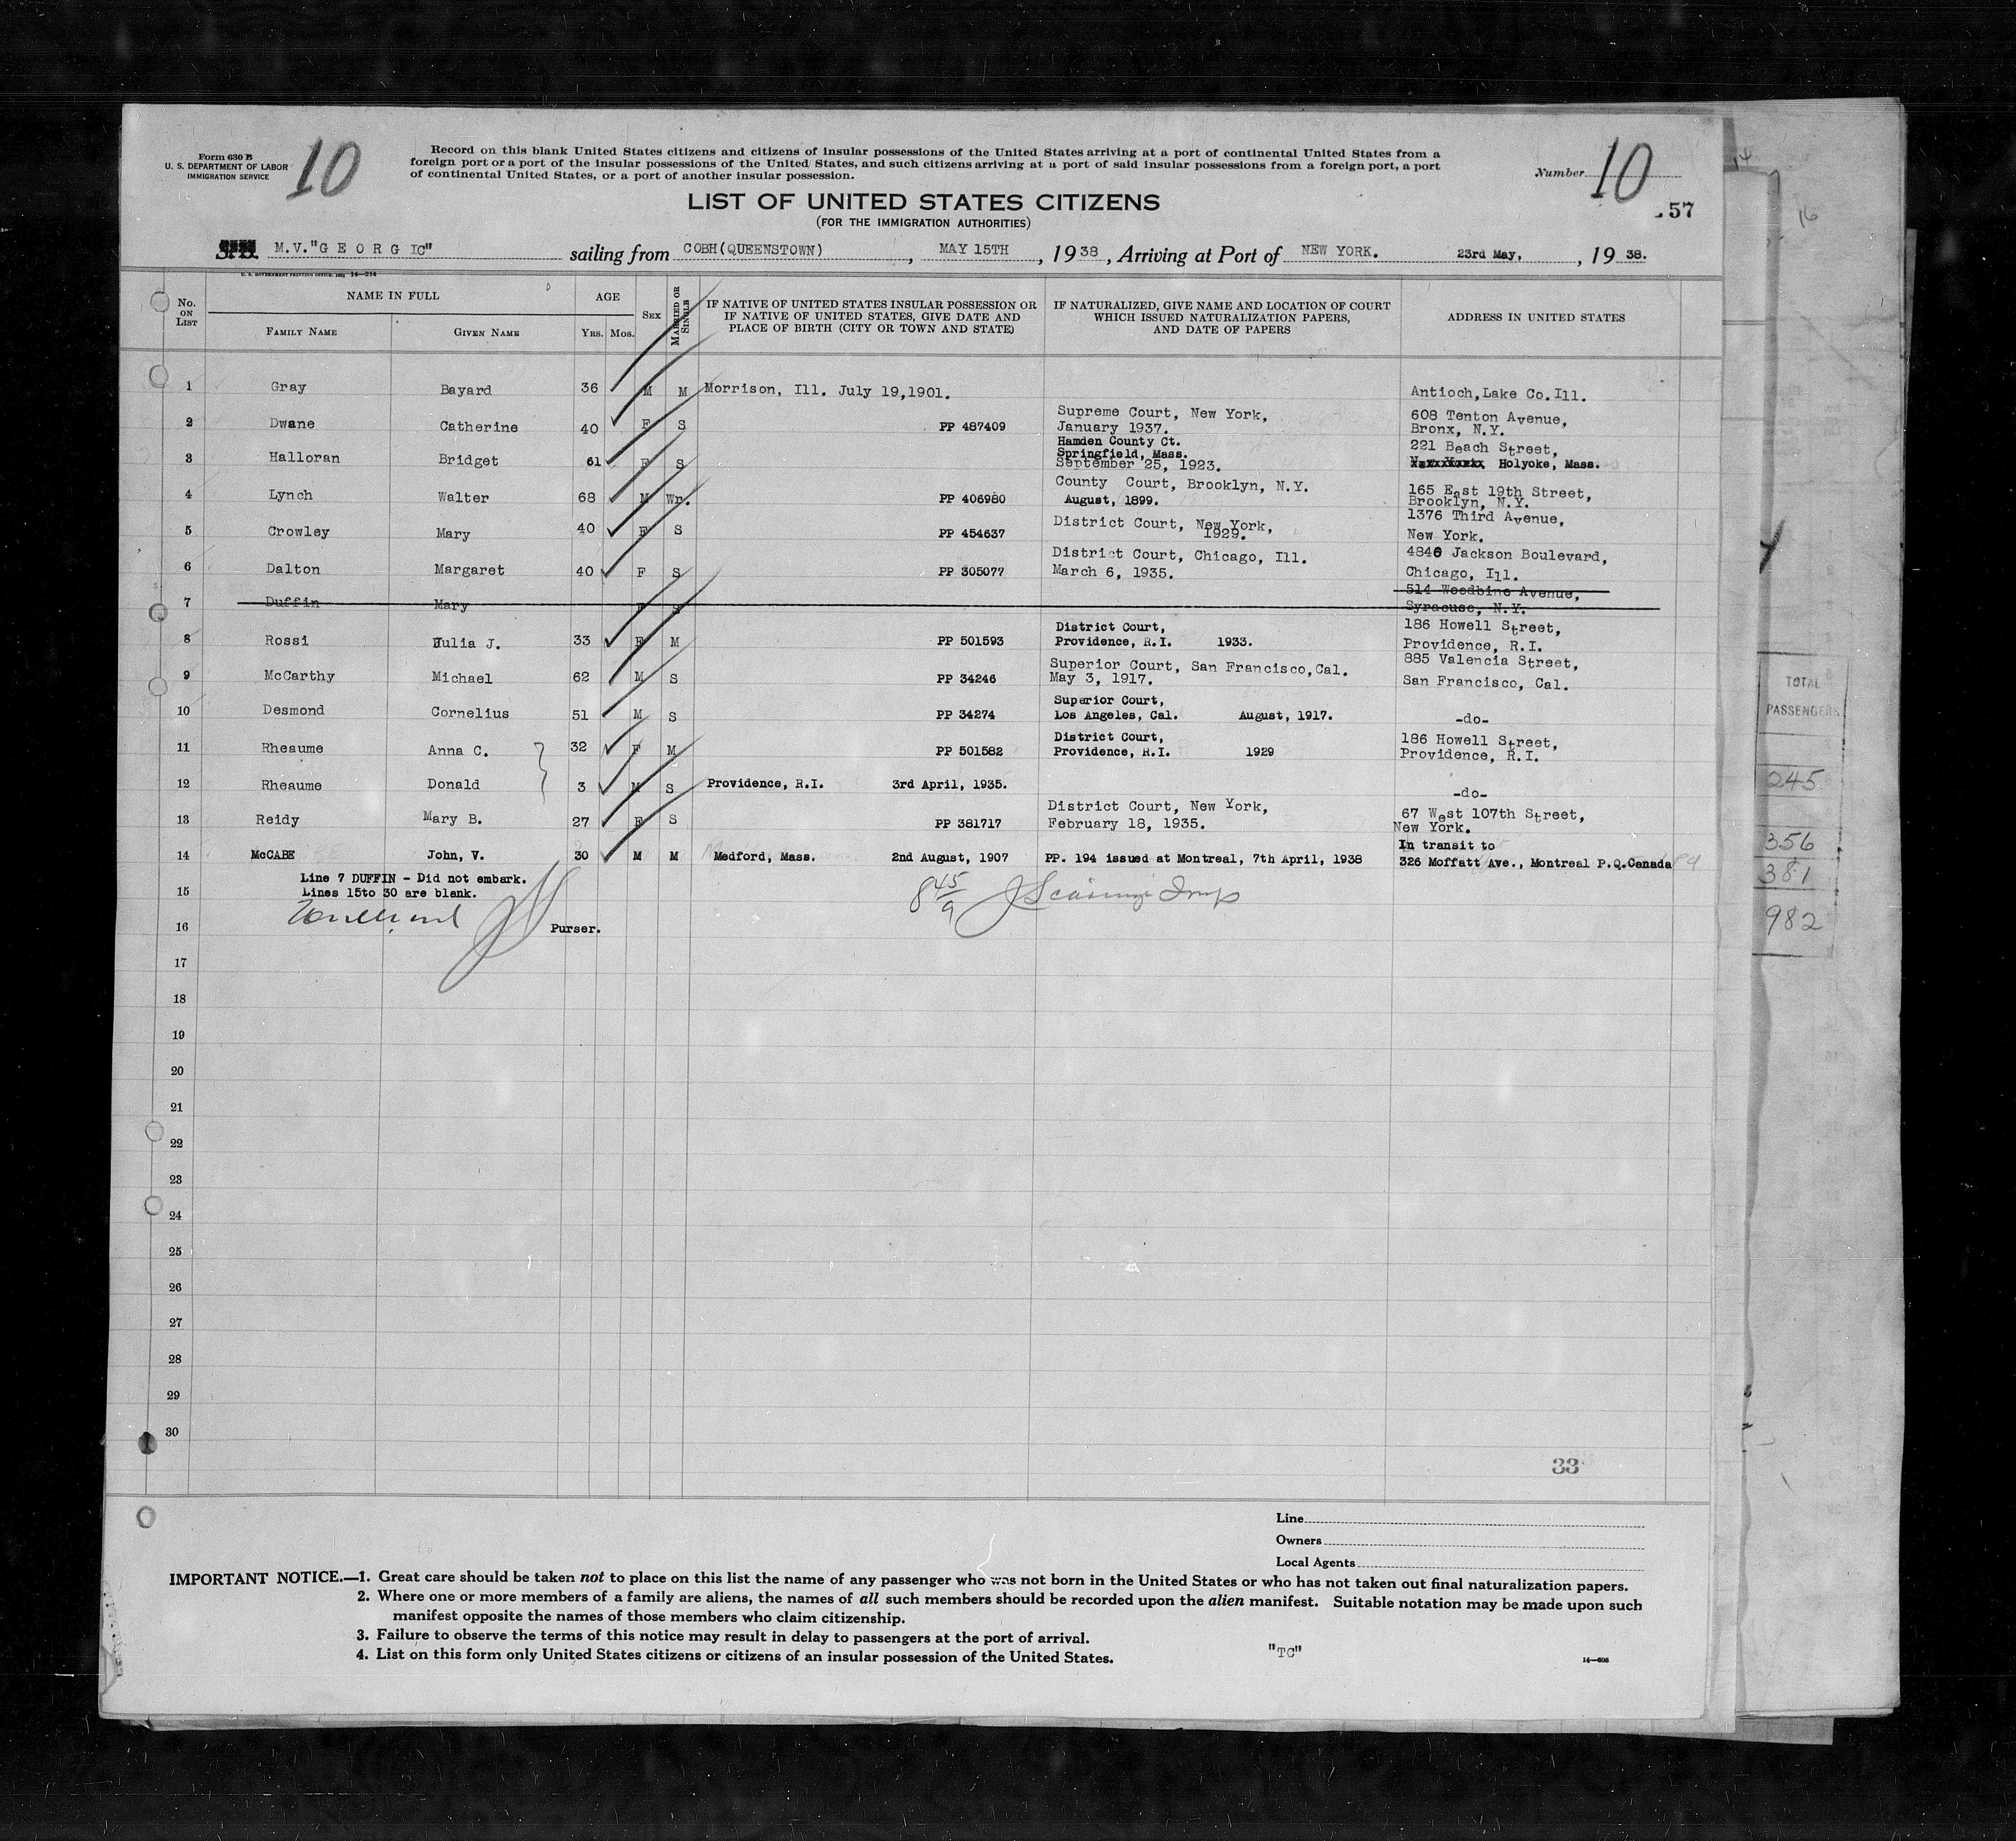 Form 630 B
U. S. DEPARTMENT OF LABOR
IMMIGRATION SERVICE
10
Record on this blank United States citizens and citizens of insular possessions of the United States arriving at a port of continental United States from a
foreign port or a port of the insular possessions of the United States, and such citizens arriving at a port of said insular possessions from a foreign port, a port
of continental United States, or a port of another insular possession.
Number 10
57
LIST OF UNITED STATES CITIZENS
(FOR THE IMMIGRATION AUTHORITIES)
M.V."G E O R G IC" sailing from COBH(QUEENSTOWN), MAY 15TH, 1938, Arriving at Port of NEW YORK. 23rd May, , 19 38.
U. S. GOVERNMENT PRINTING OFFICE: 1931 14—214
No. ON LIST
NAME IN FULL
FAMILY NAME GIVEN NAME
AGE
YRS. MOS.
SEX
MARRIED OR SINGLE
IF NATIVE OF UNITED STATES INSULAR POSSESSION OR
IF NATIVE OF UNITED STATES, GIVE DATE AND
PLACE OF BIRTH (CITY OR TOWN AND STATE)
IF NATURALIZED, GIVE NAME AND LOCATION OF COURT
WHICH ISSUED NATURALIZATION PAPERS,
AND DATE OF PAPERS
ADDRESS IN UNITED STATES
1 Gray Bayard 36 M M Morrison, Ill. July 19,1901. Antioch,Lake Co.Ill.
2 Dwane Catherine 40 F S PP 487409 Supreme Court, New York,
January 1937.
608 Tenton Avenue,
Bronx, N.Y.
3 Halloran Bridget 61 F S Hamden County Ct.
Springfield, Mass.
September 25, 1923.
221 Beach Street,
Holyoke, Mass.
4 Lynch Walter 68 M Wr. PP 406980 County Court, Brooklyn, N.Y.
August, 1899.
165 East 19th Street,
Brooklyn, N.Y.
5 Crowley Mary 40 F S PP 454637 District Court, New York,
1929.
1376 Third Avenue,
New York.
6 Dalton Margaret 40 F S PP 305077 District Court, Chicago, Ill.
March 6, 1935.
4846 Jackson Boulevard,
Chicago, Ill.
7 Duffin Mary F S 514 Woodbine Avenue,
Syracuse, N.Y.
8 Rossi Hulia J. 33 F M PP 501593 District Court,
Providence, R.I. 1933.
186 Howell Street,
Providence, R.I.
9 McCarthy Michael 62 M S PP 34246 Superior Court, San Francisco,Cal.
May 3, 1917.
885 Valencia Street,
San Francisco, Cal.
10 Desmond Cornelius 51 M S PP 34274 Superior Court,
Los Angeles, Cal. August, 1917.
-do-
11 Rheaume Anna C. 32 F M PP 501582 District Court,
Providence, R.I. 1929
186 Howell Street,
Providence, R.I.
12 Rheaume Donald 3 M S Providence, R.I. 3rd April, 1935. -do-
13 Reidy Mary B. 27 F S PP 381717 District Court, New York,
February 18, 1935.
67 West 107th Street,
New York.
14 McCABE John, V. 30 M M Medford, Mass. 2nd August, 1907 PP. 194 issued at Montreal, 7th April, 1938 In transit to
326 Moffatt Ave., Montreal P.Q.Canada
Line 7 DUFFIN - Did not embark.
15 Lines 15to 30 are blank.
8 45/9
16 Purser.
17
18
19
20
21
22
23
24
25
26
27
28
29
30
33
Line
Owners
Local Agents
IMPORTANT NOTICE.—1. Great care should be taken not to place on this list the name of any passenger who was not born in the United States or who has not taken out final naturalization papers.
2. Where one or more members of a family are aliens, the names of all such members should be recorded upon the alien manifest. Suitable notation may be made upon such
manifest opposite the names of those members who claim citizenship.
3. Failure to observe the terms of this notice may result in delay to passengers at the port of arrival.
4. List on this form only United States citizens or citizens of an insular possession of the United States.
"TC"
14—608
16
TOTAL
PASSENGERS
245
356
381
982